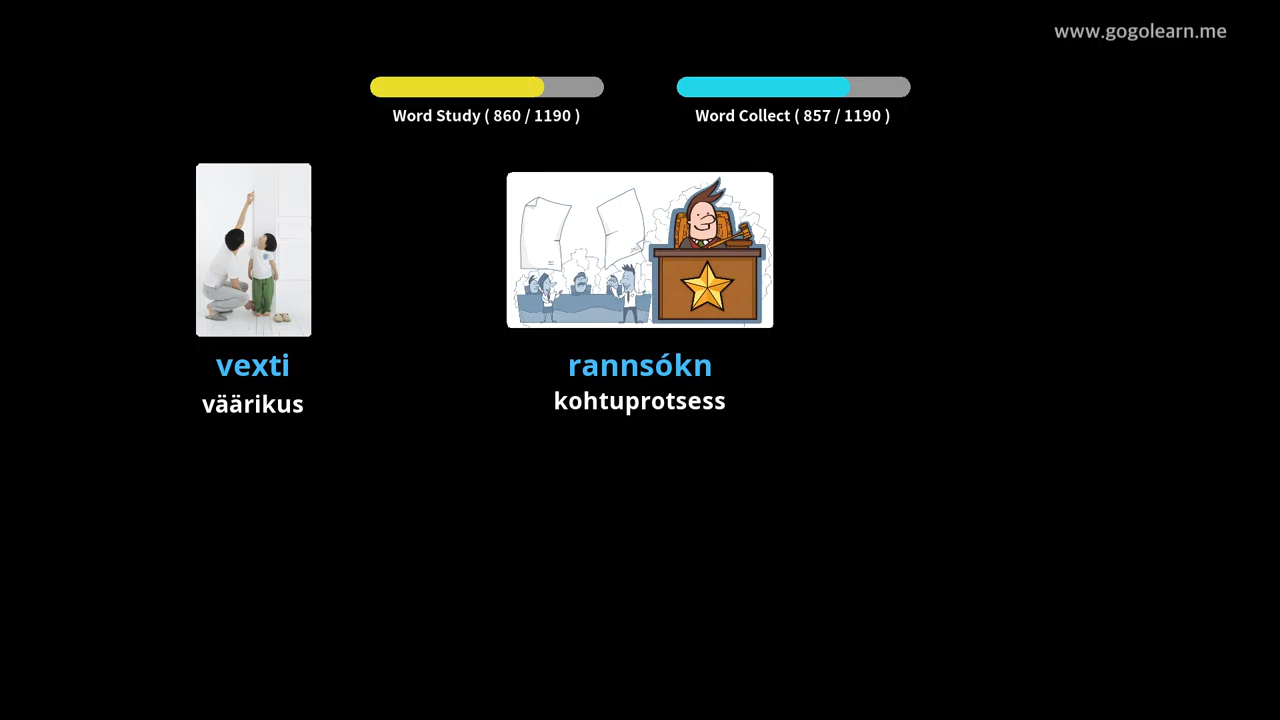 www.gogolearn.me
Word Study ( 860 / 1190 )
Word Collect ( 857 / 1190 )
vexti
väärikus
rannsókn
kohtuprotsess